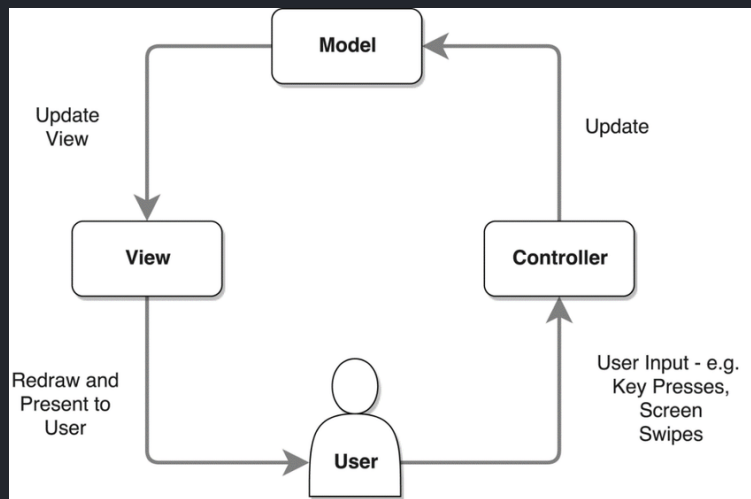 Model
Update
View
Update
View
Controller
Redraw and
Present to
User
User
User Input - e.g.
Key Presses,
Screen
Swipes